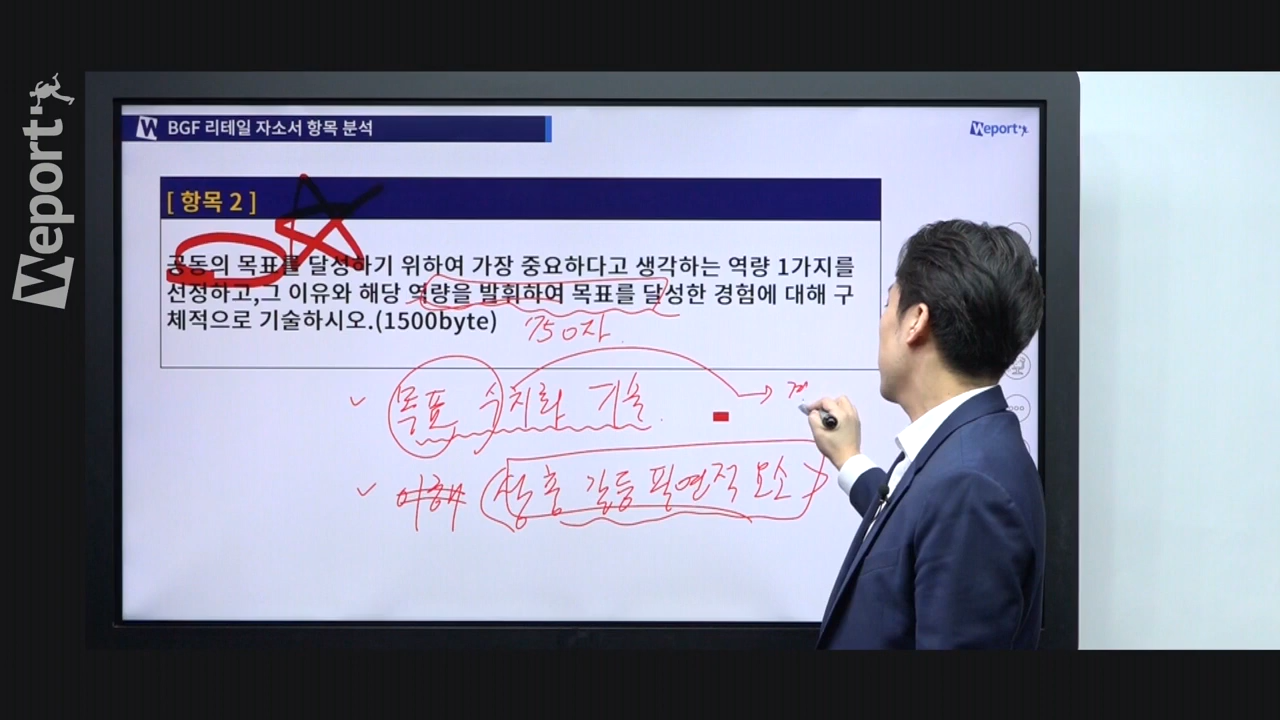 Weport
BGF 리테일 자소서 항목 분석
Weport
[ 항목 2 ]
공동의 목표를 달성하기 위하여 가장 중요하다고 생각하는 역량 1가지를
선정하고,그 이유와 해당 역량을 발휘하여 목표를 달성한 경험에 대해 구
체적으로 기술하시오.(1500byte)
750자
목표 수치화 기술
이해 상충 갈등 필연적 요소